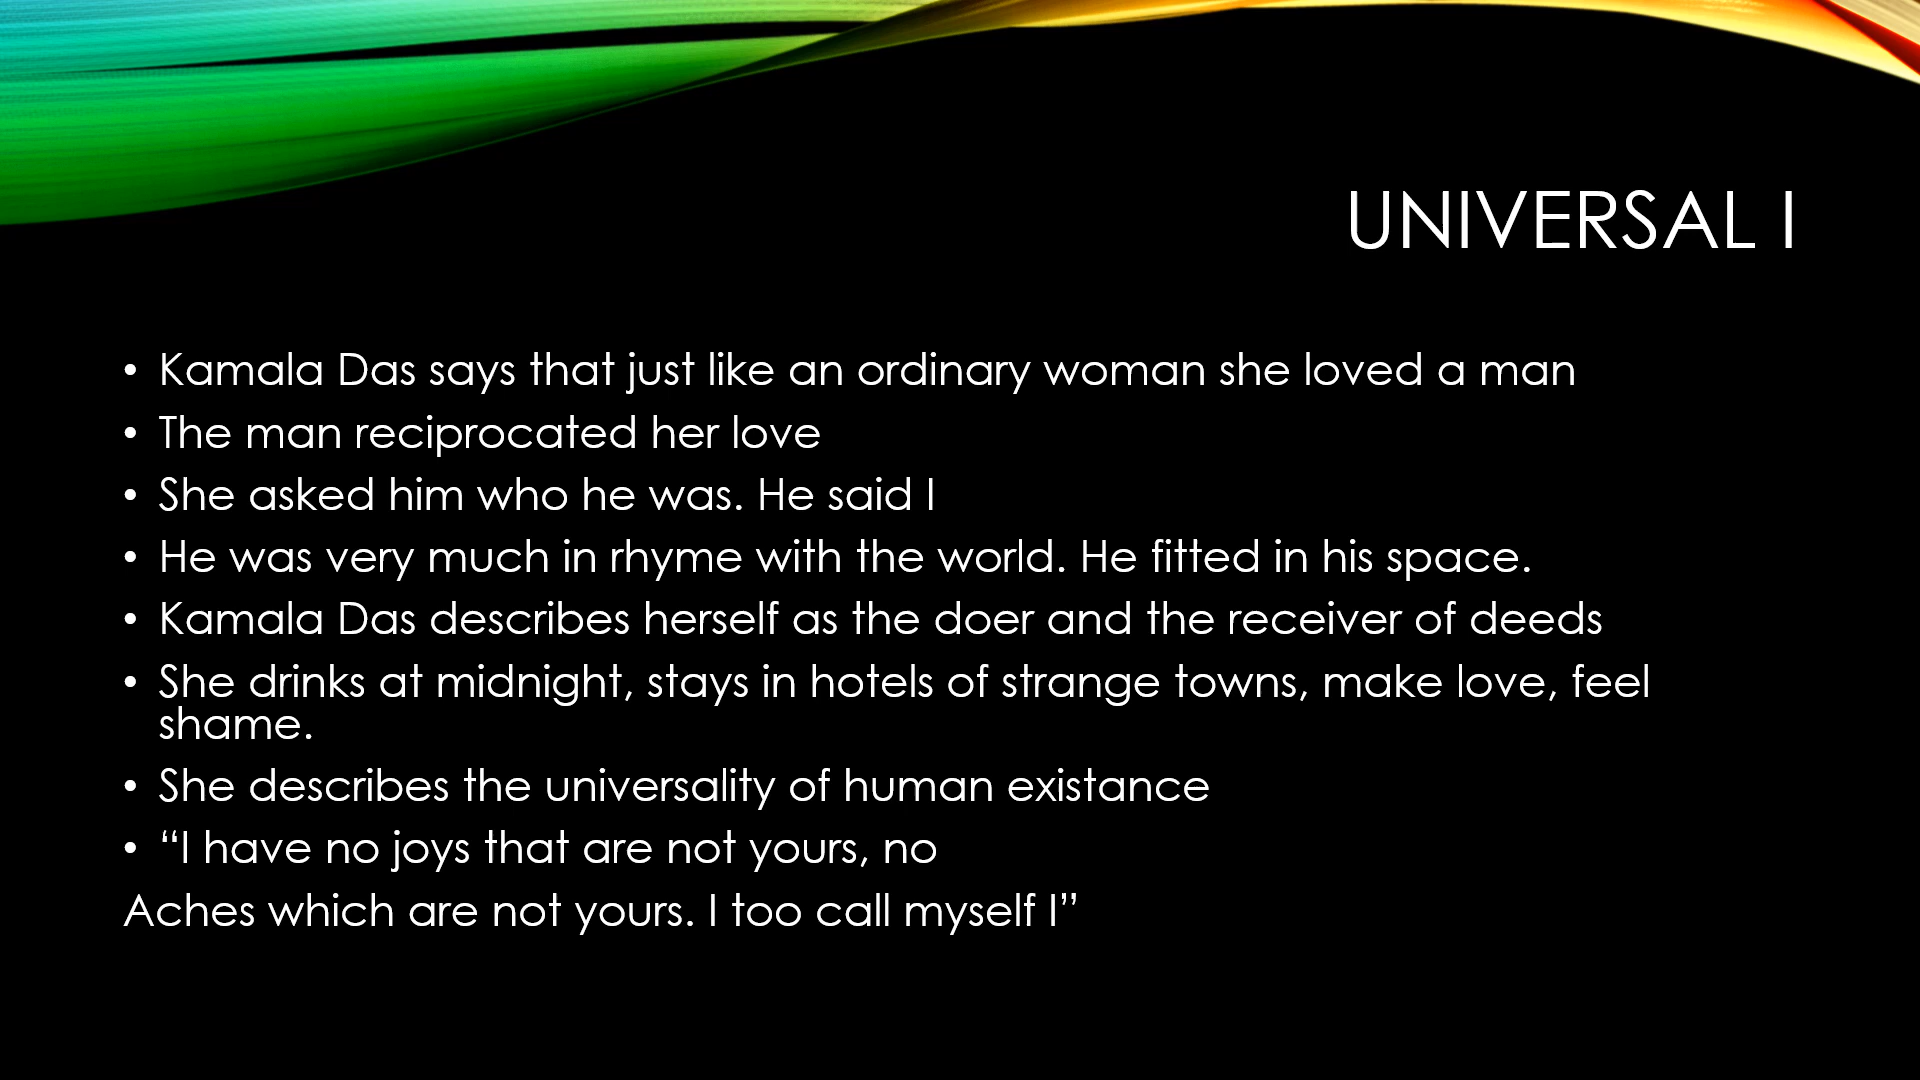 UNIVERSAL I
• Kamala Das says that just like an ordinary woman she loved a man
• The man reciprocated her love
• She asked him who he was. He said I
• He was very much in rhyme with the world. He fitted in his space.
• Kamala Das describes herself as the doer and the receiver of deeds
• She drinks at midnight, stays in hotels of strange towns, make love, feel
shame.
• She describes the universality of human existance
• “I have no joys that are not yours, no
Aches which are not yours. I too call myself I”